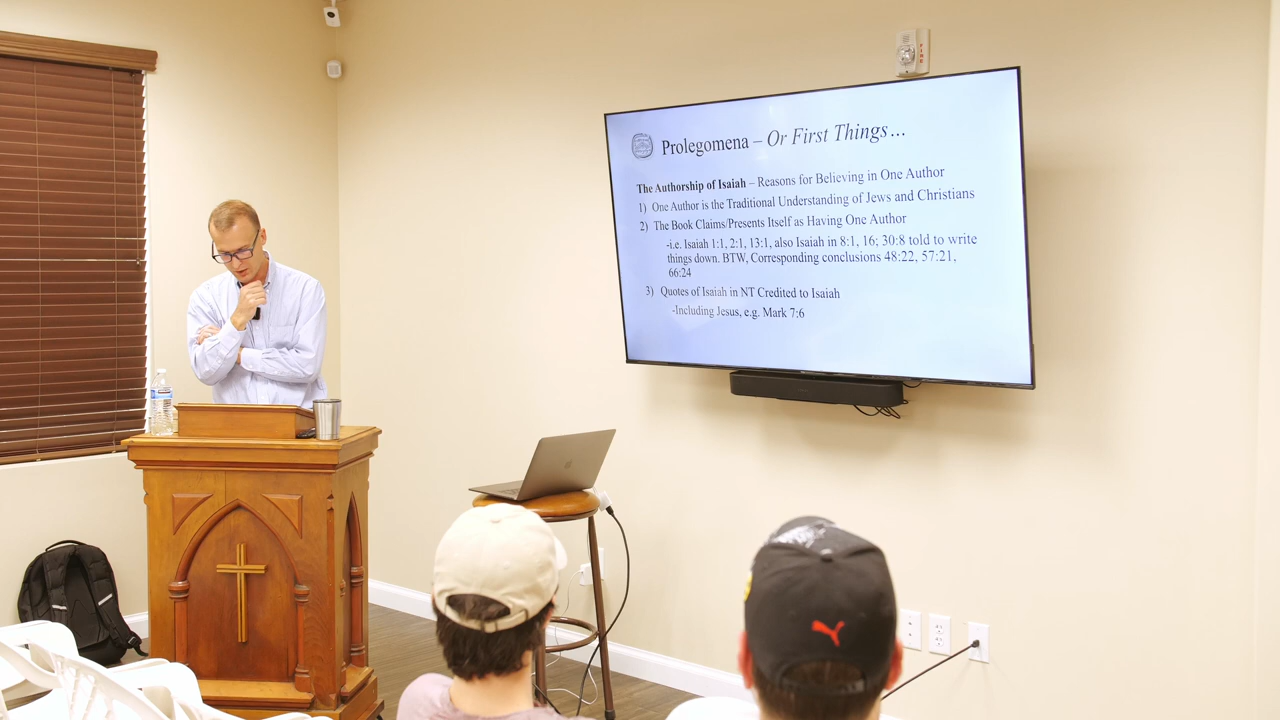 FIRE
Prolegomena – Or First Things…
The Authorship of Isaiah – Reasons for Believing in One Author
1) One Author is the Traditional Understanding of Jews and Christians
2) The Book Claims/Presents Itself as Having One Author
-i.e. Isaiah 1:1, 2:1, 13:1, also Isaiah in 8:1, 16; 30:8 told to write
things down. BTW, Corresponding conclusions 48:22, 57:21,
66:24
3) Quotes of Isaiah in NT Credited to Isaiah
-Including Jesus, e.g. Mark 7:6